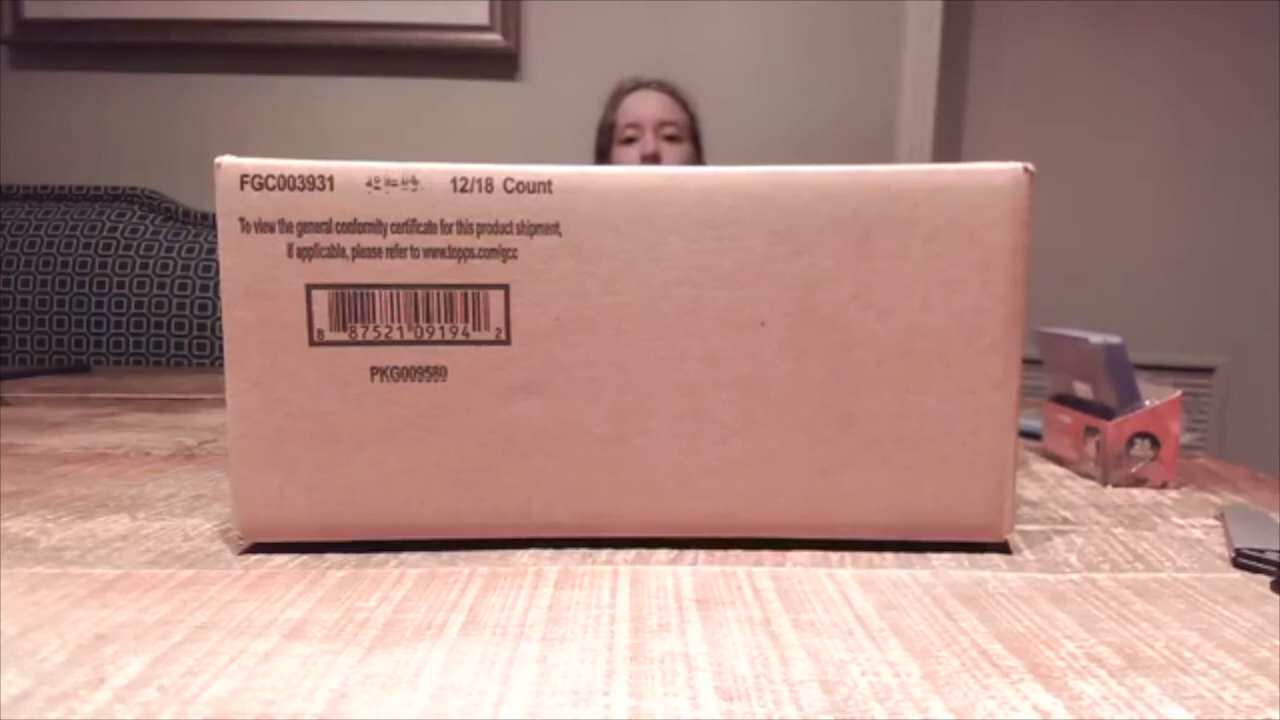 FGC003931 12/18 Count
To view the general conformity certificate for this product shipment,
if applicable, please refer to www.topps.com/gcc
8 87521 09194 2
PKG009580